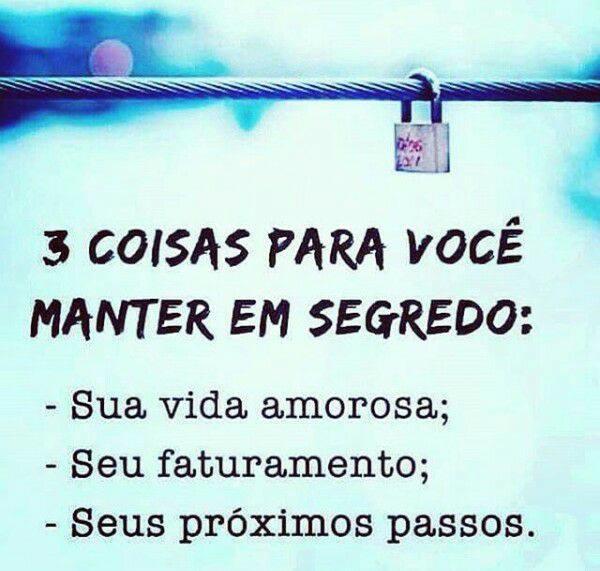 3 COISAS PARA VOCÊ
MANTER EM SEGREDO:
- Sua vida amorosa;
- Seu faturamento;
- Seus próximos passos.